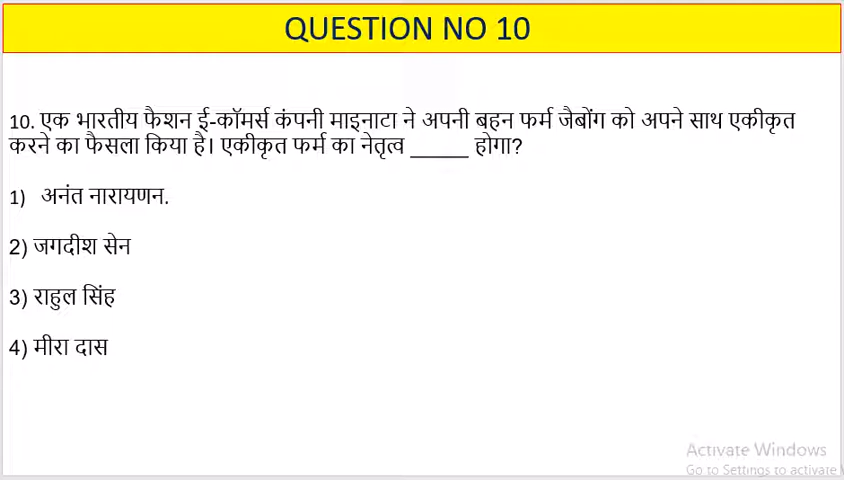 QUESTION NO 10
10. एक भारतीय फैशन ई-कॉमर्स कंपनी माइनाटा ने अपनी बहन फर्म जैबोंग को अपने साथ एकीकृत
करने का फैसला किया है। एकीकृत फर्म का नेतृत्व _____ होगा?
1) अनंत नारायणन.
2) जगदीश सेन
3) राहुल सिंह
4) मीरा दास
Activate Windows
Go to Settings to activate